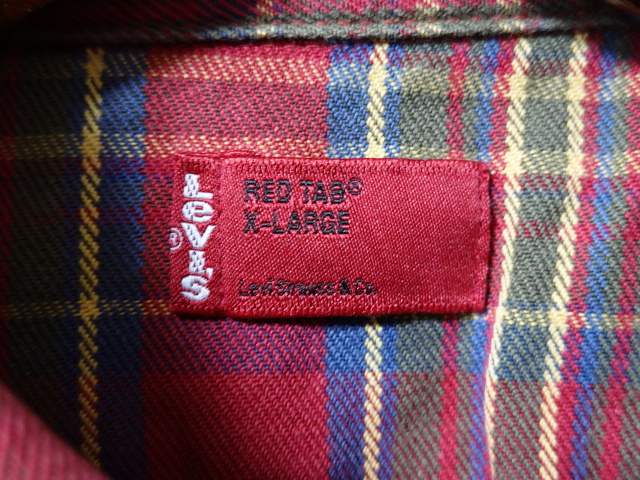 LEVI'S®
RED TAB®
X-LARGE
Levi Strauss & Co.